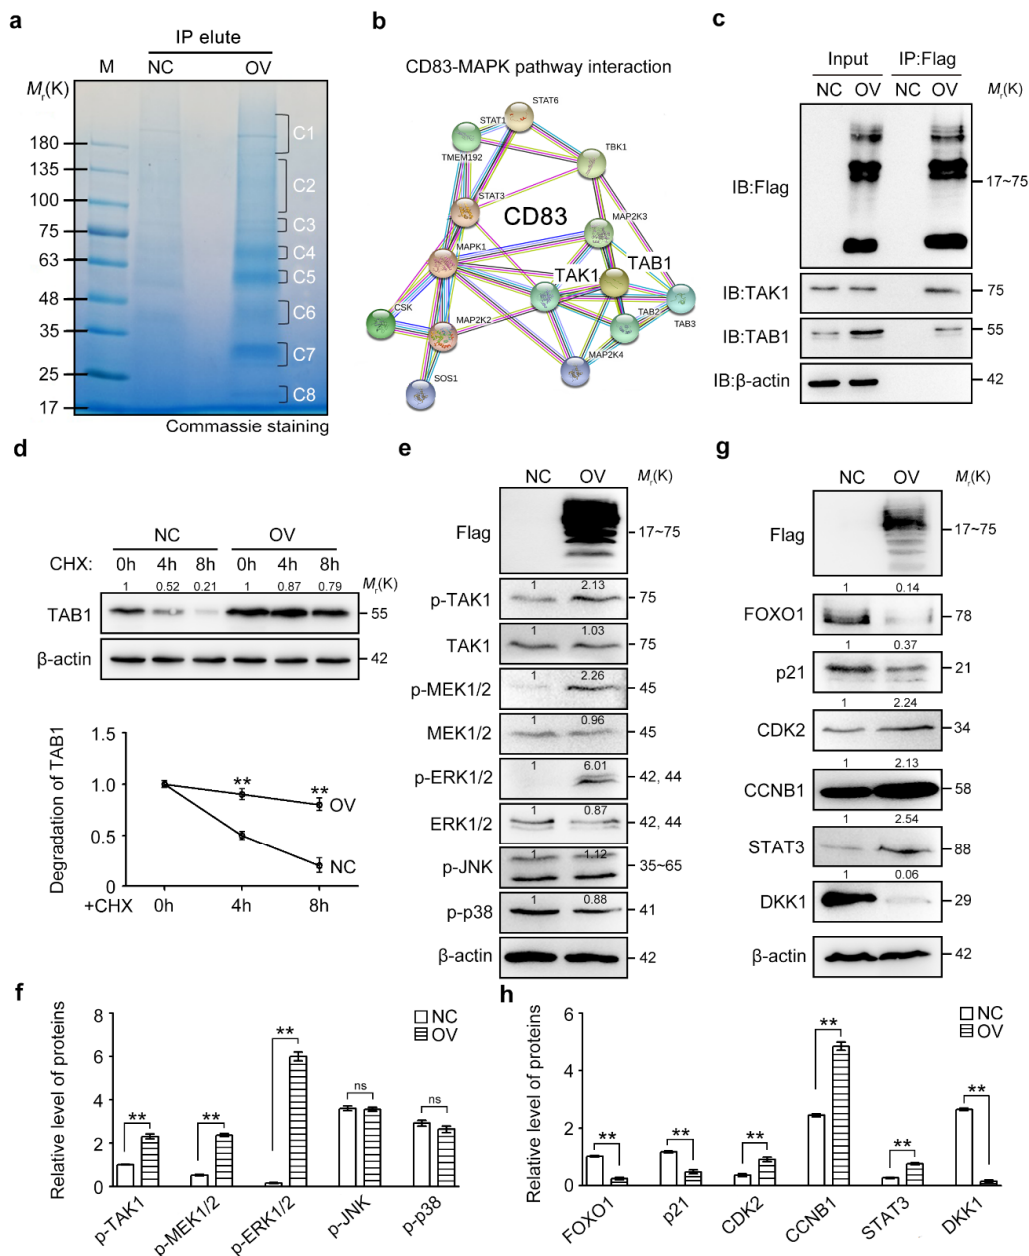 a
IP elute
M NC OV
Mr(K)
180
135
100
75
63
48
35
25
17
C1
C2
C3
C4
C5
C6
C7
C8
Commassie staining
b
CD83-MAPK pathway interaction
STAT6
STAT1
TMEM192
TBK1
STAT3
CD83
MAP2K3
MAPK1
TAK1
TAB1
CSK
MAP2K2
TAB2
TAB3
MAP2K4
SOS1
c
Input IP:Flag
NC OV NC OV Mr(K)
IB:Flag 17~75
IB:TAK1 75
IB:TAB1 55
IB:β-actin 42
d
NC OV
CHX: 0h 4h 8h 0h 4h 8h
1 0.52 0.21 1 0.87 0.79 Mr(K)
TAB1 55
β-actin 42
Degradation of TAB1
1.5
1.0
0.5
0
** **
OV
NC
+CHX 0h 4h 8h
e
NC OV Mr(K)
Flag 17~75
1 2.13
p-TAK1 75
1 1.03
TAK1 75
1 2.26
p-MEK1/2 45
1 0.96
MEK1/2 45
1 6.01
p-ERK1/2 42, 44
1 0.87
ERK1/2 42, 44
1 1.12
p-JNK 35~65
1 0.88
p-p38 41
β-actin 42
g
NC OV Mr(K)
Flag 17~75
1 0.14
FOXO1 78
1 0.37
p21 21
1 2.24
CDK2 34
1 2.13
CCNB1 58
1 2.54
STAT3 88
1 0.06
DKK1 29
β-actin 42
f
Relative level of proteins
8
6
4
2
0
NC
OV
** ** ** ns ns
p-TAK1 p-MEK1/2 p-ERK1/2 p-JNK p-p38
h
Relative level of proteins
6
4
2
0
NC
OV
** ** ** ** ** **
FOXO1 p21 CDK2 CCNB1 STAT3 DKK1